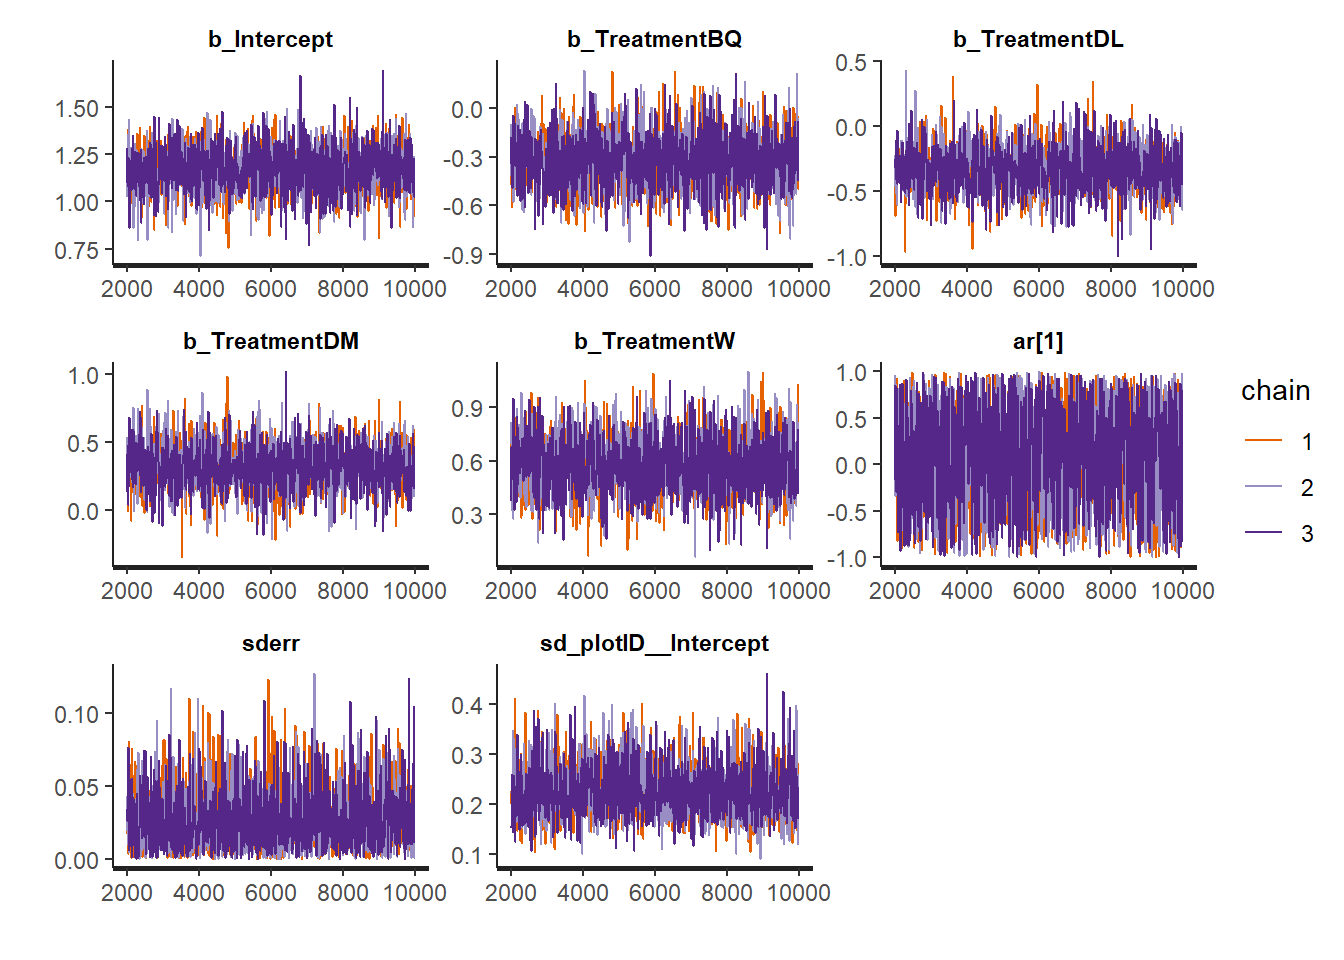 b_Intercept b_TreatmentBQ b_TreatmentDL
1.50
1.25
1.00
0.75
2000 4000 6000 8000 10000
0.0
-0.3
-0.6
-0.9
2000 4000 6000 8000 10000
0.5
0.0
-0.5
-1.0
2000 4000 6000 8000 10000
b_TreatmentDM b_TreatmentW ar[1]
1.0
0.5
0.0
2000 4000 6000 8000 10000
0.9
0.6
0.3
2000 4000 6000 8000 10000
1.0
0.5
0.0
-0.5
-1.0
2000 4000 6000 8000 10000
chain
1
2
3
sderr sd_plotID__Intercept
0.10
0.05
0.00
2000 4000 6000 8000 10000
0.4
0.3
0.2
0.1
2000 4000 6000 8000 10000